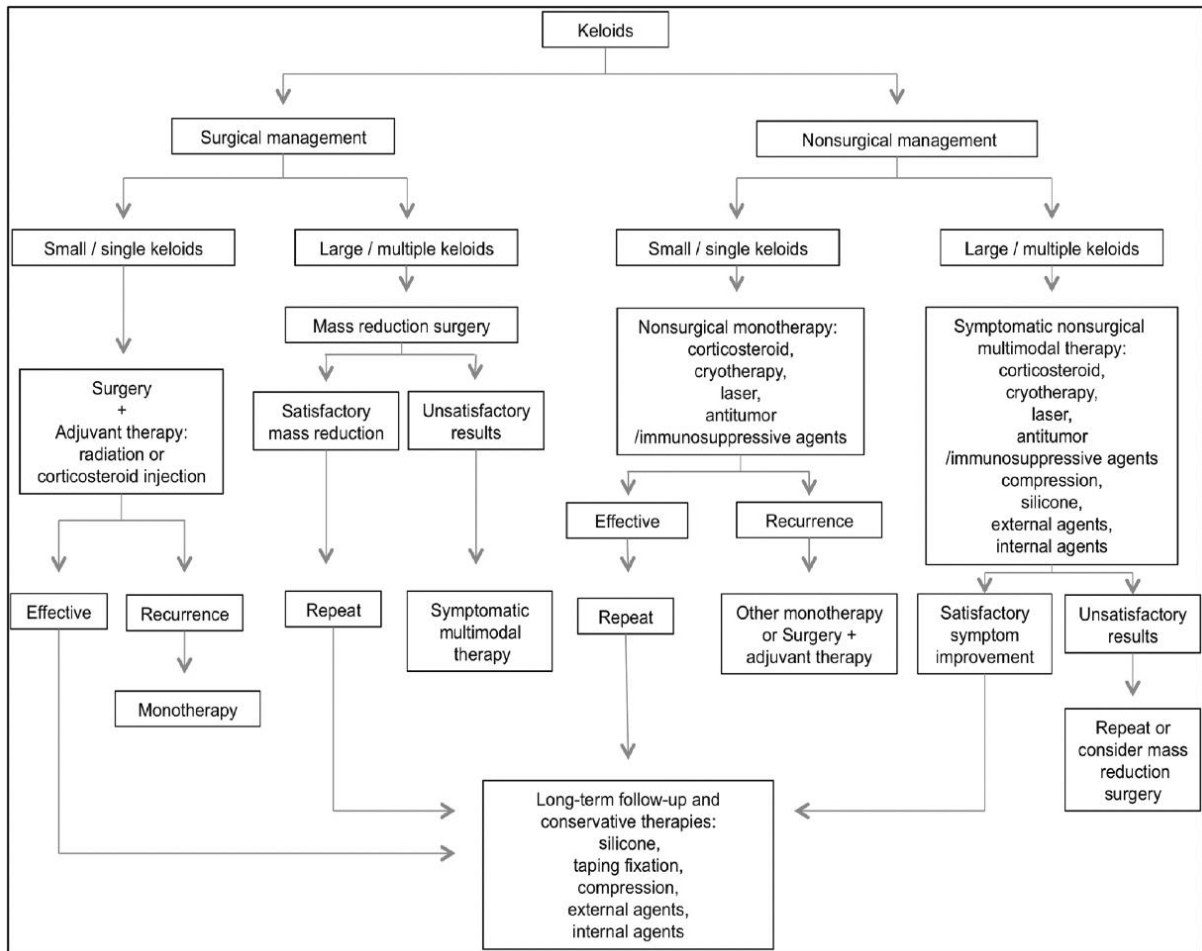 Keloids
Surgical management
Nonsurgical management
Small / single keloids
Large / multiple keloids
Small / single keloids
Large / multiple keloids
Mass reduction surgery
Nonsurgical monotherapy:
corticosteroid,
cryotherapy,
laser,
antitumor
/immunosuppressive agents
Symptomatic nonsurgical
multimodal therapy:
corticosteroid,
cryotherapy,
laser,
antitumor
/immunosuppressive agents
compression,
silicone,
external agents,
internal agents
Surgery
+
Adjuvant therapy:
radiation or
corticosteroid injection
Satisfactory
mass reduction
Unsatisfactory
results
Effective
Recurrence
Effective
Recurrence
Repeat
Symptomatic
multimodal
therapy
Repeat
Other monotherapy
or Surgery +
adjuvant therapy
Satisfactory
symptom
improvement
Unsatisfactory
results
Monotherapy
Repeat or
consider mass
reduction
surgery
Long-term follow-up and
conservative therapies:
silicone,
taping fixation,
compression,
external agents,
internal agents